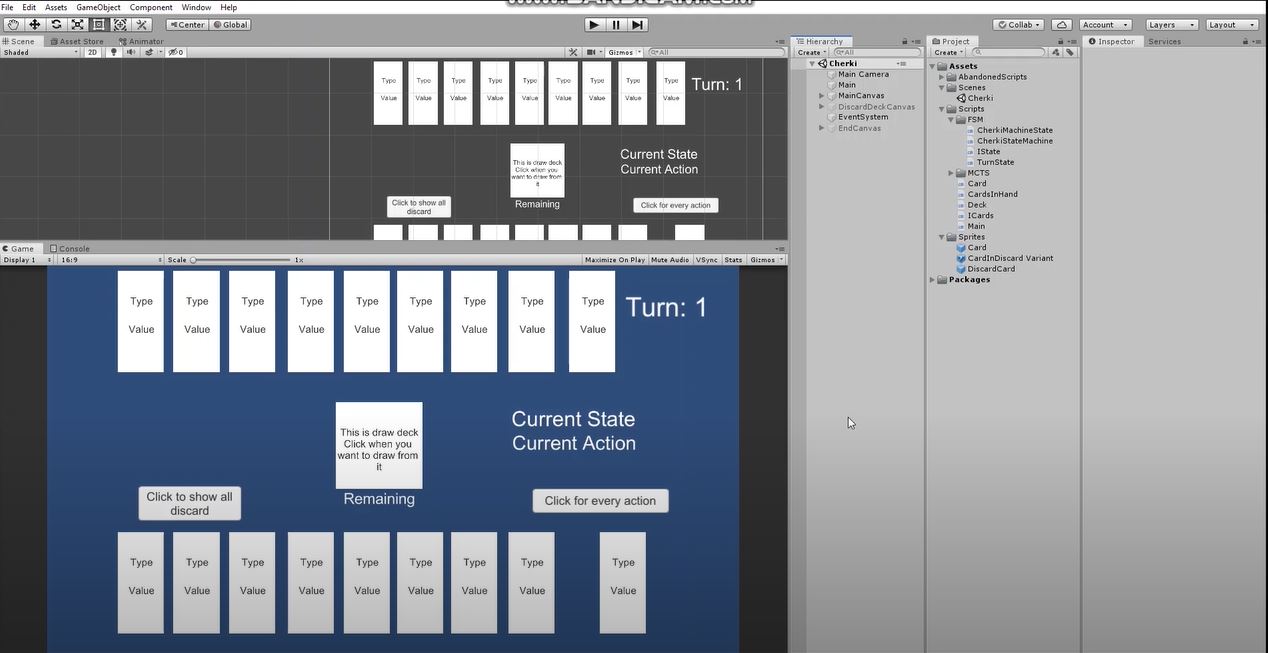 WWW.BANDICAM.COM
File Edit Assets GameObject Component Window Help
Center Global
Collab Account Layers Layout
Scene Asset Store Animator
Shaded 2D Gizmos All
Type Type Type Type Type Type Type Type Type
Value Value Value Value Value Value Value Value Value
Turn: 1
This is draw deck
Click when you
want to draw from
it
Remaining
Current State
Current Action
Click to show all
discard
Click for every action
Game Console
Display 1 16:9 Scale 1x Maximize On Play Mute Audio VSync Stats Gizmos
Type Type Type Type Type Type Type Type Type
Value Value Value Value Value Value Value Value Value
Turn: 1
This is draw deck
Click when you
want to draw from
it
Remaining
Current State
Current Action
Click to show all
discard
Click for every action
Type Type Type Type Type Type Type Type Type
Value Value Value Value Value Value Value Value Value
Hierarchy
Create All
Cherki
Main Camera
Main
MainCanvas
DiscardDeckCanvas
EventSystem
EndCanvas
Project
Create
Assets
AbandonedScripts
Scenes
Cherki
Scripts
FSM
CherkiMachineState
CherkiStateMachine
IState
TurnState
MCTS
Card
CardsInHand
Deck
ICards
Main
Sprites
Card
CardInDiscard Variant
DiscardCard
Packages
Inspector Services